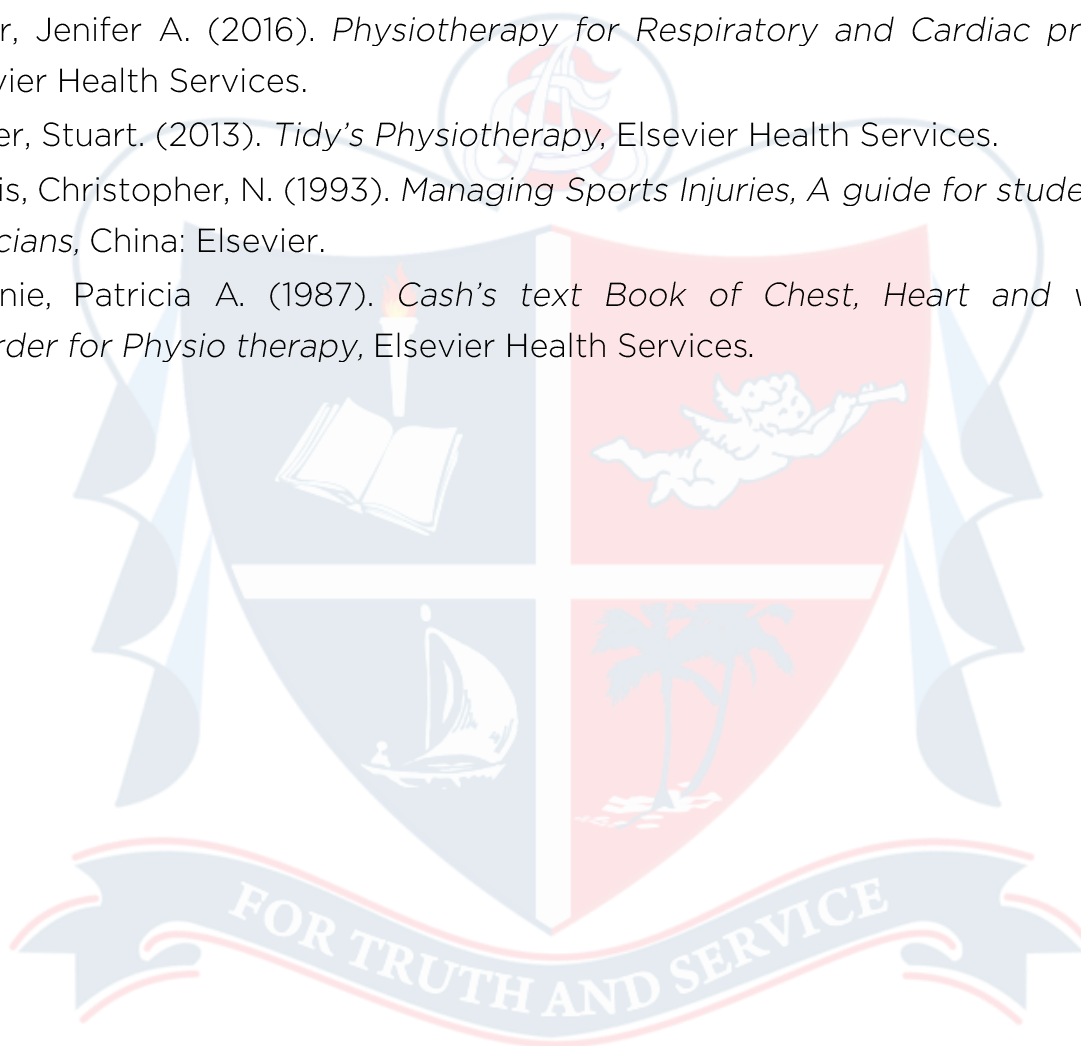 r, Jenifer A. (2016). Physiotherapy for Respiratory and Cardiac pr
vier Health Services.
er, Stuart. (2013). Tidy’s Physiotherapy, Elsevier Health Services.
is, Christopher, N. (1993). Managing Sports Injuries, A guide for stude
cians, China: Elsevier.
nie, Patricia A. (1987). Cash’s text Book of Chest, Heart and v
rder for Physio therapy, Elsevier Health Services.
FOR TRUTH AND SERVICE